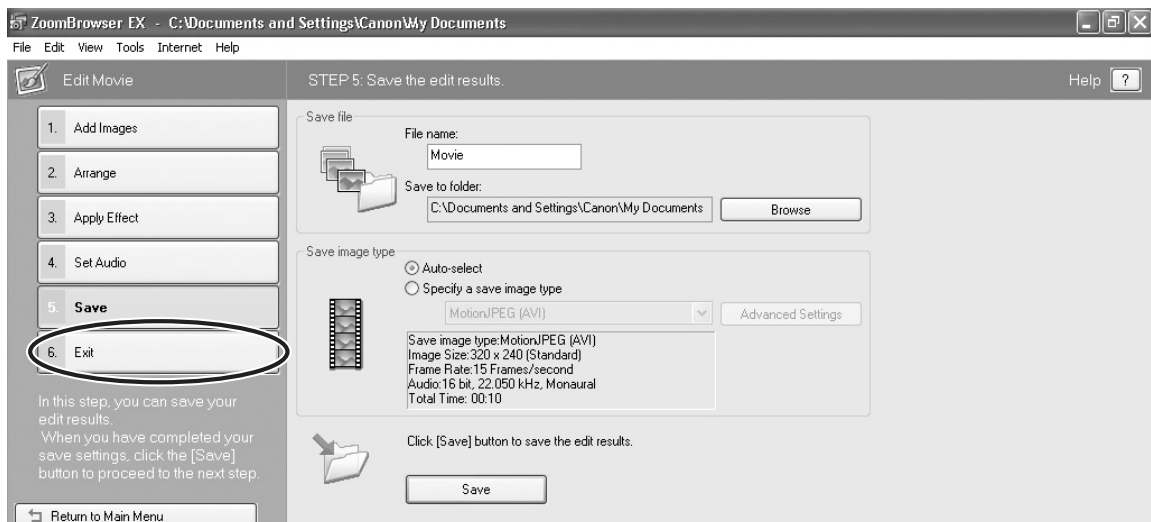 ZoomBrowser EX - C:\Documents and Settings\Canon\My Documents
File Edit View Tools Internet Help
Edit Movie
STEP 5: Save the edit results.
Help ?
1. Add Images
2. Arrange
3. Apply Effect
4. Set Audio
5. Save
6. Exit
In this step, you can save your
edit results.
When you have completed your
save settings, click the [Save]
button to proceed to the next step.
Return to Main Menu
Save file
File name:
Movie
Save to folder:
C:\Documents and Settings\Canon\My Documents
Browse
Save image type
Auto-select
Specify a save image type
MotionJPEG (AVI)
Advanced Settings
Save image type:MotionJPEG (AVI)
Image Size:320 x 240 (Standard)
Frame Rate:15 Frames/second
Audio:16 bit, 22.050 kHz, Monaural
Total Time: 00:10
Click [Save] button to save the edit results.
Save